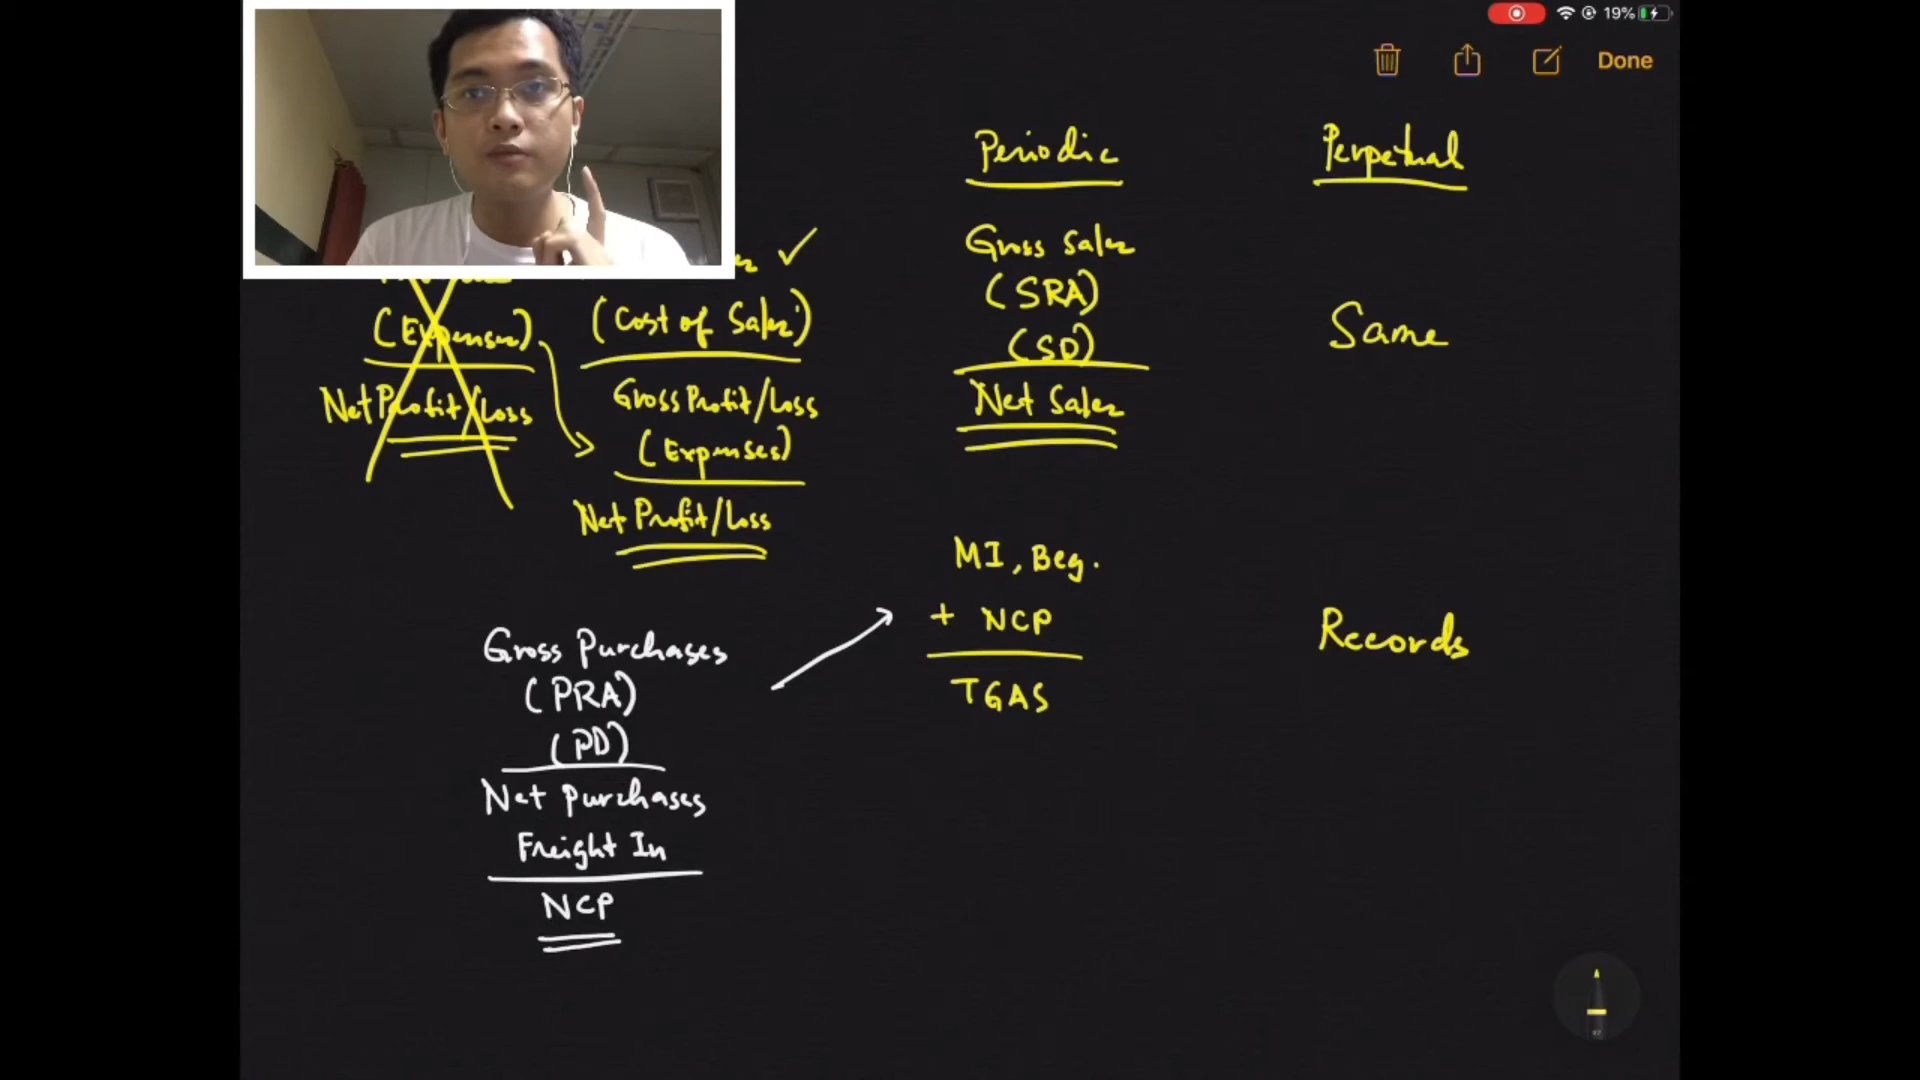 19%
Done
Periodic
Perpetual
(Expenses)
Net Profit/Loss
(Cost of Sales)
Gross Profit/Loss
(Expenses)
Net Profit/Loss
Gross Sales
(SRA)
(SD)
Net Sales
Same
MI, Beg.
+ NCP
TGAS
Records
Gross Purchases
(PRA)
(PD)
Net Purchases
Freight In
NCP